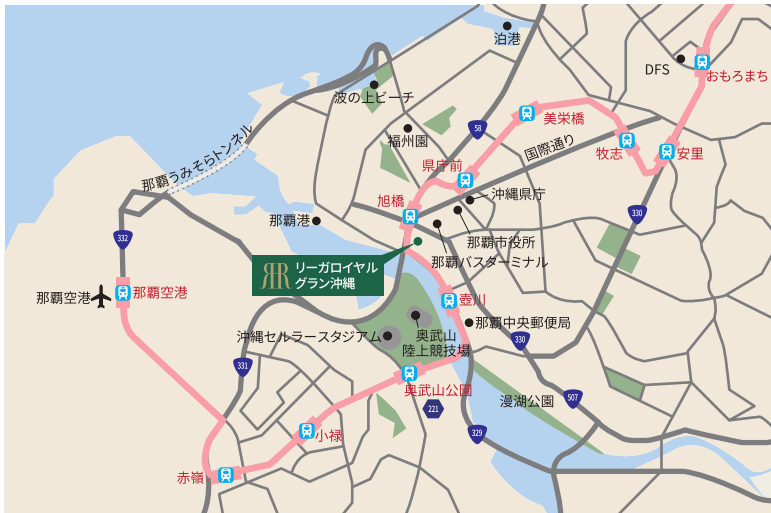 泊港
DFS
おもろまち
波の上ビーチ
58
美栄橋
福州園
国際通り
牧志
安里
那覇うみそらトンネル
県庁前
旭橋
沖縄県庁
330
那覇港
那覇市役所
332
那覇バスターミナル
RR
リーガロイヤル
グラン沖縄
那覇空港
那覇空港
壺川
那覇中央郵便局
沖縄セルラースタジアム
奥武山
陸上競技場
330
331
奥武山公園
221
漫湖公園
507
小禄
329
赤嶺